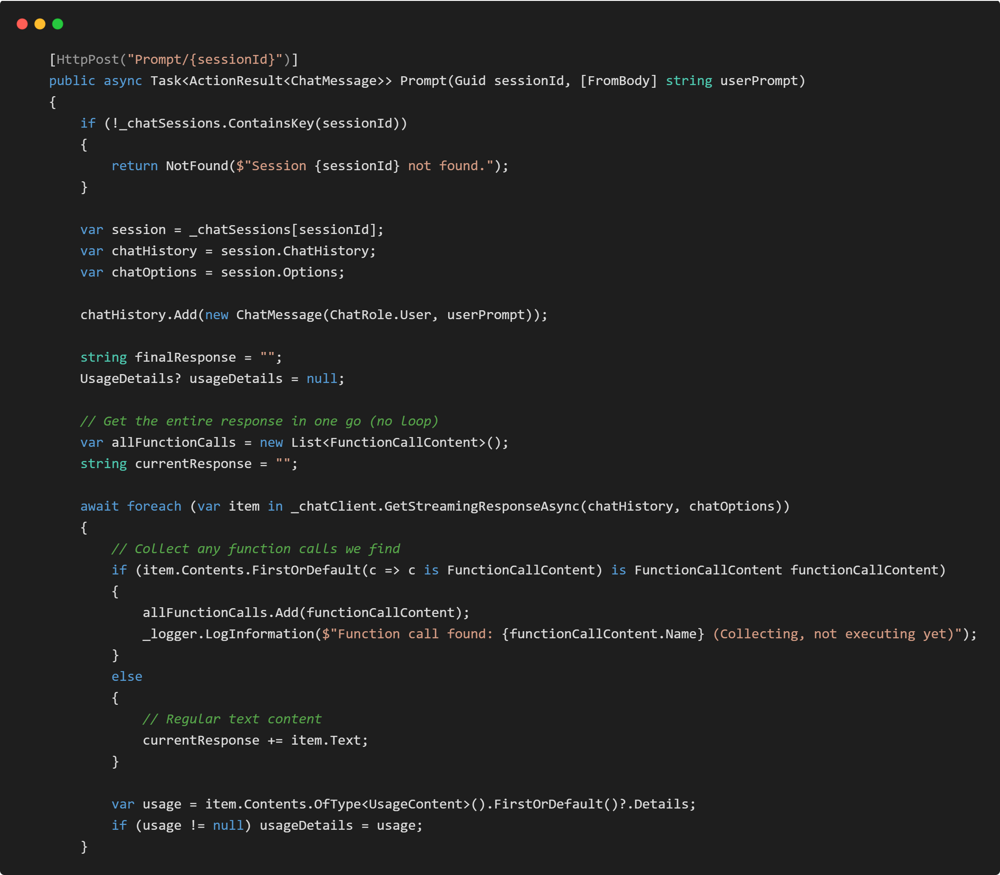 [HttpPost("Prompt/{sessionId}")]
public async Task<ActionResult<ChatMessage>> Prompt(Guid sessionId, [FromBody] string userPrompt)
{
    if (!_chatSessions.ContainsKey(sessionId))
    {
        return NotFound($"Session {sessionId} not found.");
    }

    var session = _chatSessions[sessionId];
    var chatHistory = session.ChatHistory;
    var chatOptions = session.Options;

    chatHistory.Add(new ChatMessage(ChatRole.User, userPrompt));

    string finalResponse = "";
    UsageDetails? usageDetails = null;

    // Get the entire response in one go (no loop)
    var allFunctionCalls = new List<FunctionCallContent>();
    string currentResponse = "";

    await foreach (var item in _chatClient.GetStreamingResponseAsync(chatHistory, chatOptions))
    {
        // Collect any function calls we find
        if (item.Contents.FirstOrDefault(c => c is FunctionCallContent) is FunctionCallContent functionCallContent)
        {
            allFunctionCalls.Add(functionCallContent);
            _logger.LogInformation($"Function call found: {functionCallContent.Name} (Collecting, not executing yet)");
        }
        else
        {
            // Regular text content
            currentResponse += item.Text;
        }

        var usage = item.Contents.OfType<UsageContent>().FirstOrDefault()?.Details;
        if (usage != null) usageDetails = usage;
    }